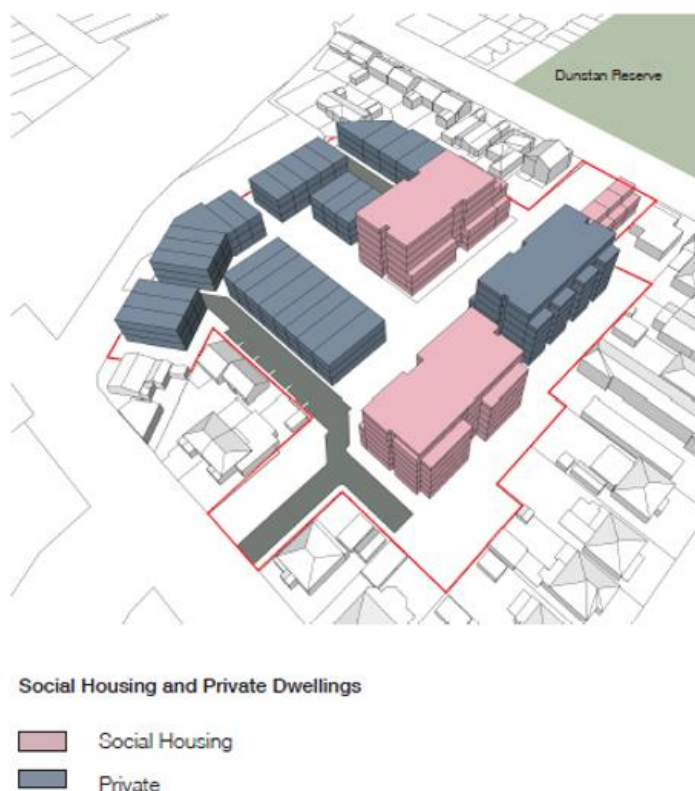 Dunstan Reserve
Social Housing and Private Dwellings
Social Housing
Private